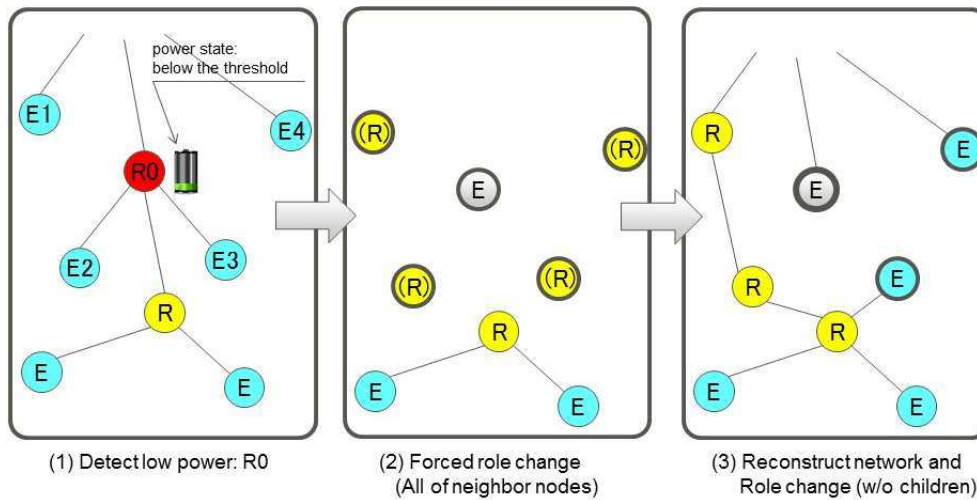 power state:
below the threshold
E1
E4
R0
E2
E3
R
E
E
(R)
(R)
E
(R)
(R)
R
E
E
R
E
E
R
E
R
E
E
(1) Detect low power: R0
(2) Forced role change
(All of neighbor nodes)
(3) Reconstruct network and
Role change (w/o children)